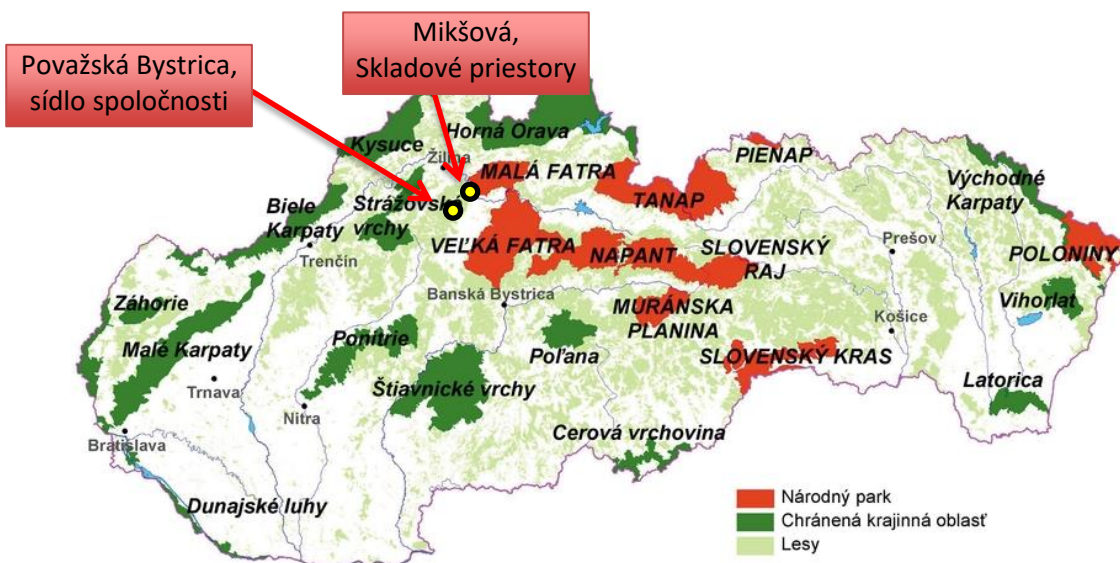 Mikšová,
Skladové priestory
Považská Bystrica,
sídlo spoločnosti
Horná Orava
Kysuce
Žilina
PIENAP
MALÁ FATRA
Východné
Karpaty
TANAP
Strážovské
vrchy
Biele
Karpaty
VEĽKÁ FATRA
NAPANT
SLOVENSKÝ
RAJ
Prešov
POLONINY
Trenčín
Záhorie
Banská Bystrica
MURÁNSKA
PLANINA
Vihorlat
Košice
Malé Karpaty
Ponitrie
Poľana
SLOVENSKÝ KRAS
Štiavnické vrchy
Latorica
Trnava
Nitra
Cerová vrchovina
Bratislava
Dunajské luhy
Národný park
Chránená krajinná oblasť
Lesy